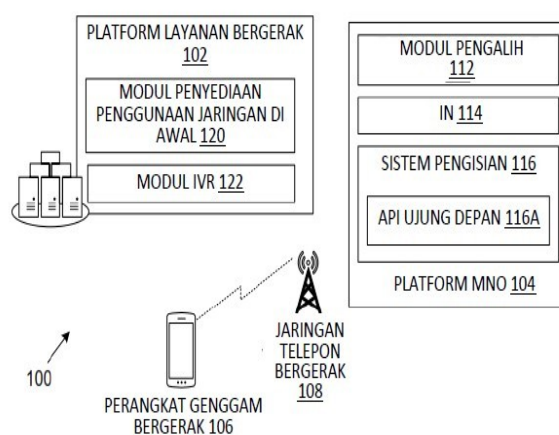 PLATFORM LAYANAN BERGERAK
102
MODUL PENYEDIAAN
PENGGUNAAN JARINGAN DI
AWAL 120
MODUL IVR 122
MODUL PENGALIH
112
IN 114
SISTEM PENGISIAN 116
API UJUNG DEPAN 116A
PLATFORM MNO 104
JARINGAN
TELEPON
BERGERAK
108
100
PERANGKAT GENGGAM
BERGERAK 106